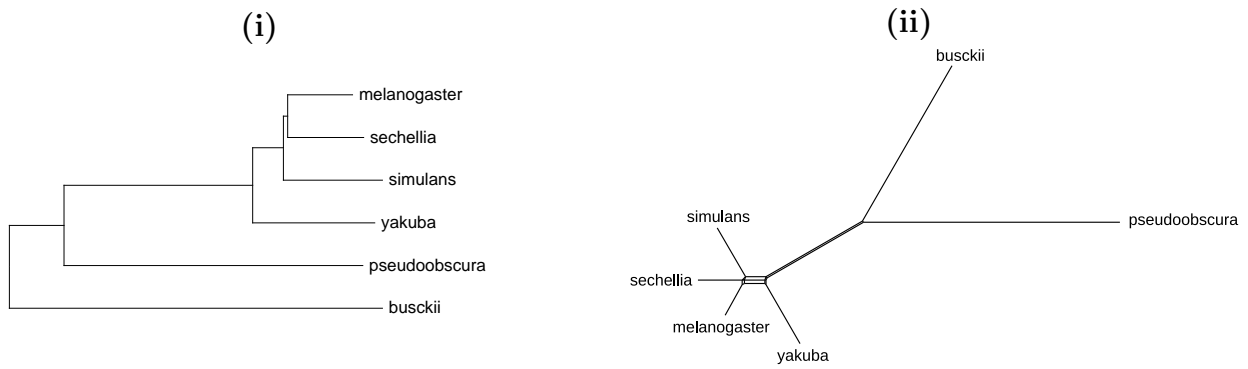 (i)
melanogaster
sechellia
simulans
yakuba
pseudoobscura
busckii
(ii)
busckii
pseudoobscura
simulans
sechellia
melanogaster
yakuba